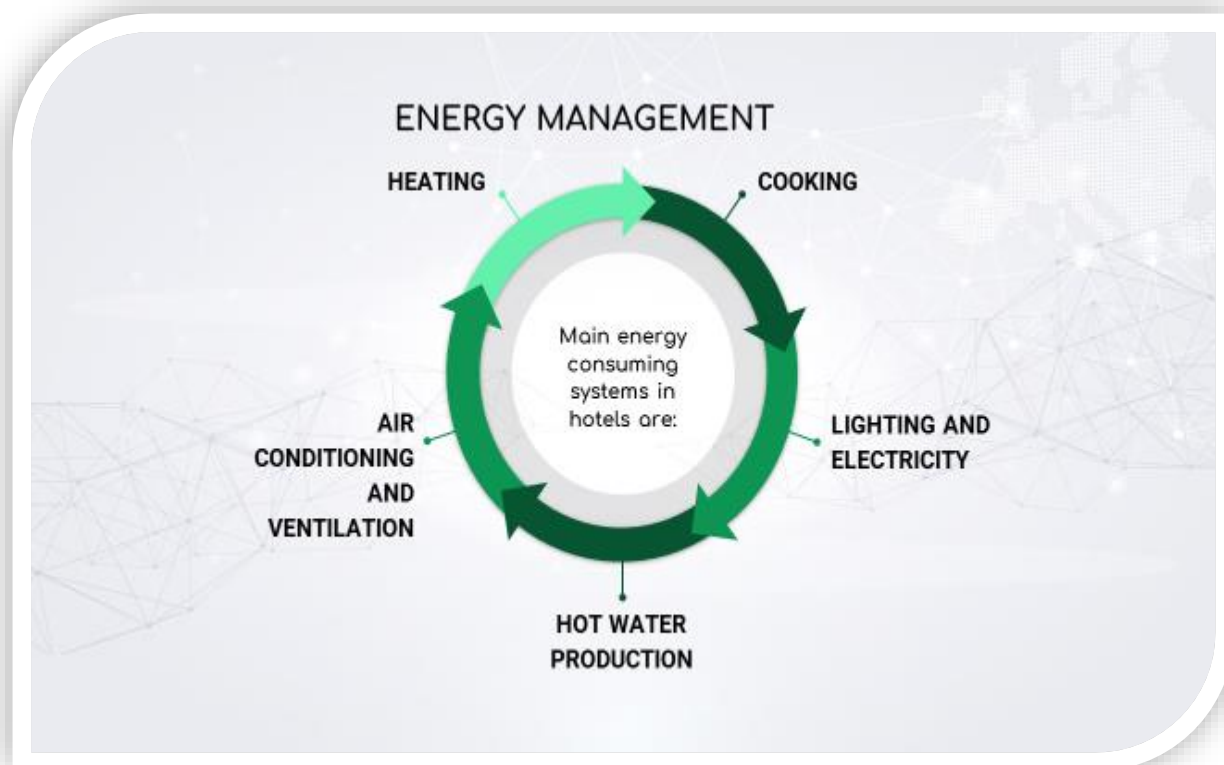 ENERGY MANAGEMENT
HEATING
COOKING
Main energy
consuming
systems in
hotels are:
LIGHTING AND
ELECTRICITY
AIR
CONDITIONING
AND
VENTILATION
HOT WATER
PRODUCTION